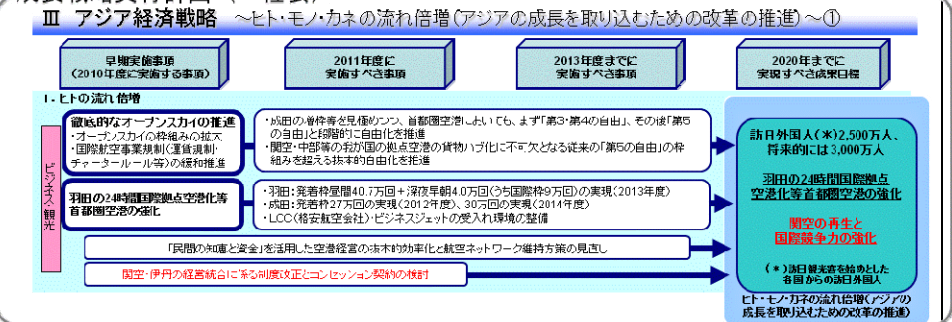 Ⅲ アジア経済戦略 ～ヒト・モノ・カネの流れ倍増(アジアの成長を取り込むための改革の推進)～①
早期実施事項
(2010年度に実施する事項)
2011年度に
実施すべき事項
2013年度までに
実施すべき事項
2020年までに
実現すべき成果目標
Ⅰ. ヒトの流れ倍増
ビジネス・観光
徹底的なオープンスカイの推進
・オープンスカイの枠組みの拡大
・国際航空事業規制(運賃規制・
チャータールール等)の緩和推進
・成田の増枠等を見極めつつ、首都圏空港においても、まず「第3・第4の自由」、その後「第5
の自由」と段階的に自由化を推進
・関空・中部等の我が国の拠点空港の貨物ハブ化に不可欠となる従来の「第5の自由」の枠
組みを超える抜本的自由化を推進
羽田の24時間国際拠点空港化等
首都圏空港の強化
・羽田:発着枠昼間40.7万回+深夜早朝4.0万回(うち国際枠9万回)の実現(2013年度)
・成田:発着枠27万回の実現(2012年度)、30万回の実現(2014年度)
・LCC(格安航空会社)・ビジネスジェットの受入れ環境の整備
「民間の知恵と資金」を活用した空港経営の抜本的効率化と航空ネットワーク維持方策の見直し
関空・伊丹の経営統合に係る制度改正とコンセッション契約の検討
訪日外国人(*)2,500万人、
将来的には3,000万人
羽田の24時間国際拠点
空港化等首都圏空港の強化
関空の再生と
国際競争力の強化
(*)訪日観光客を始めとした
各国からの訪日外国人
ヒト・モノ・カネの流れ倍増(アジアの
成長を取り込むための改革の推進)